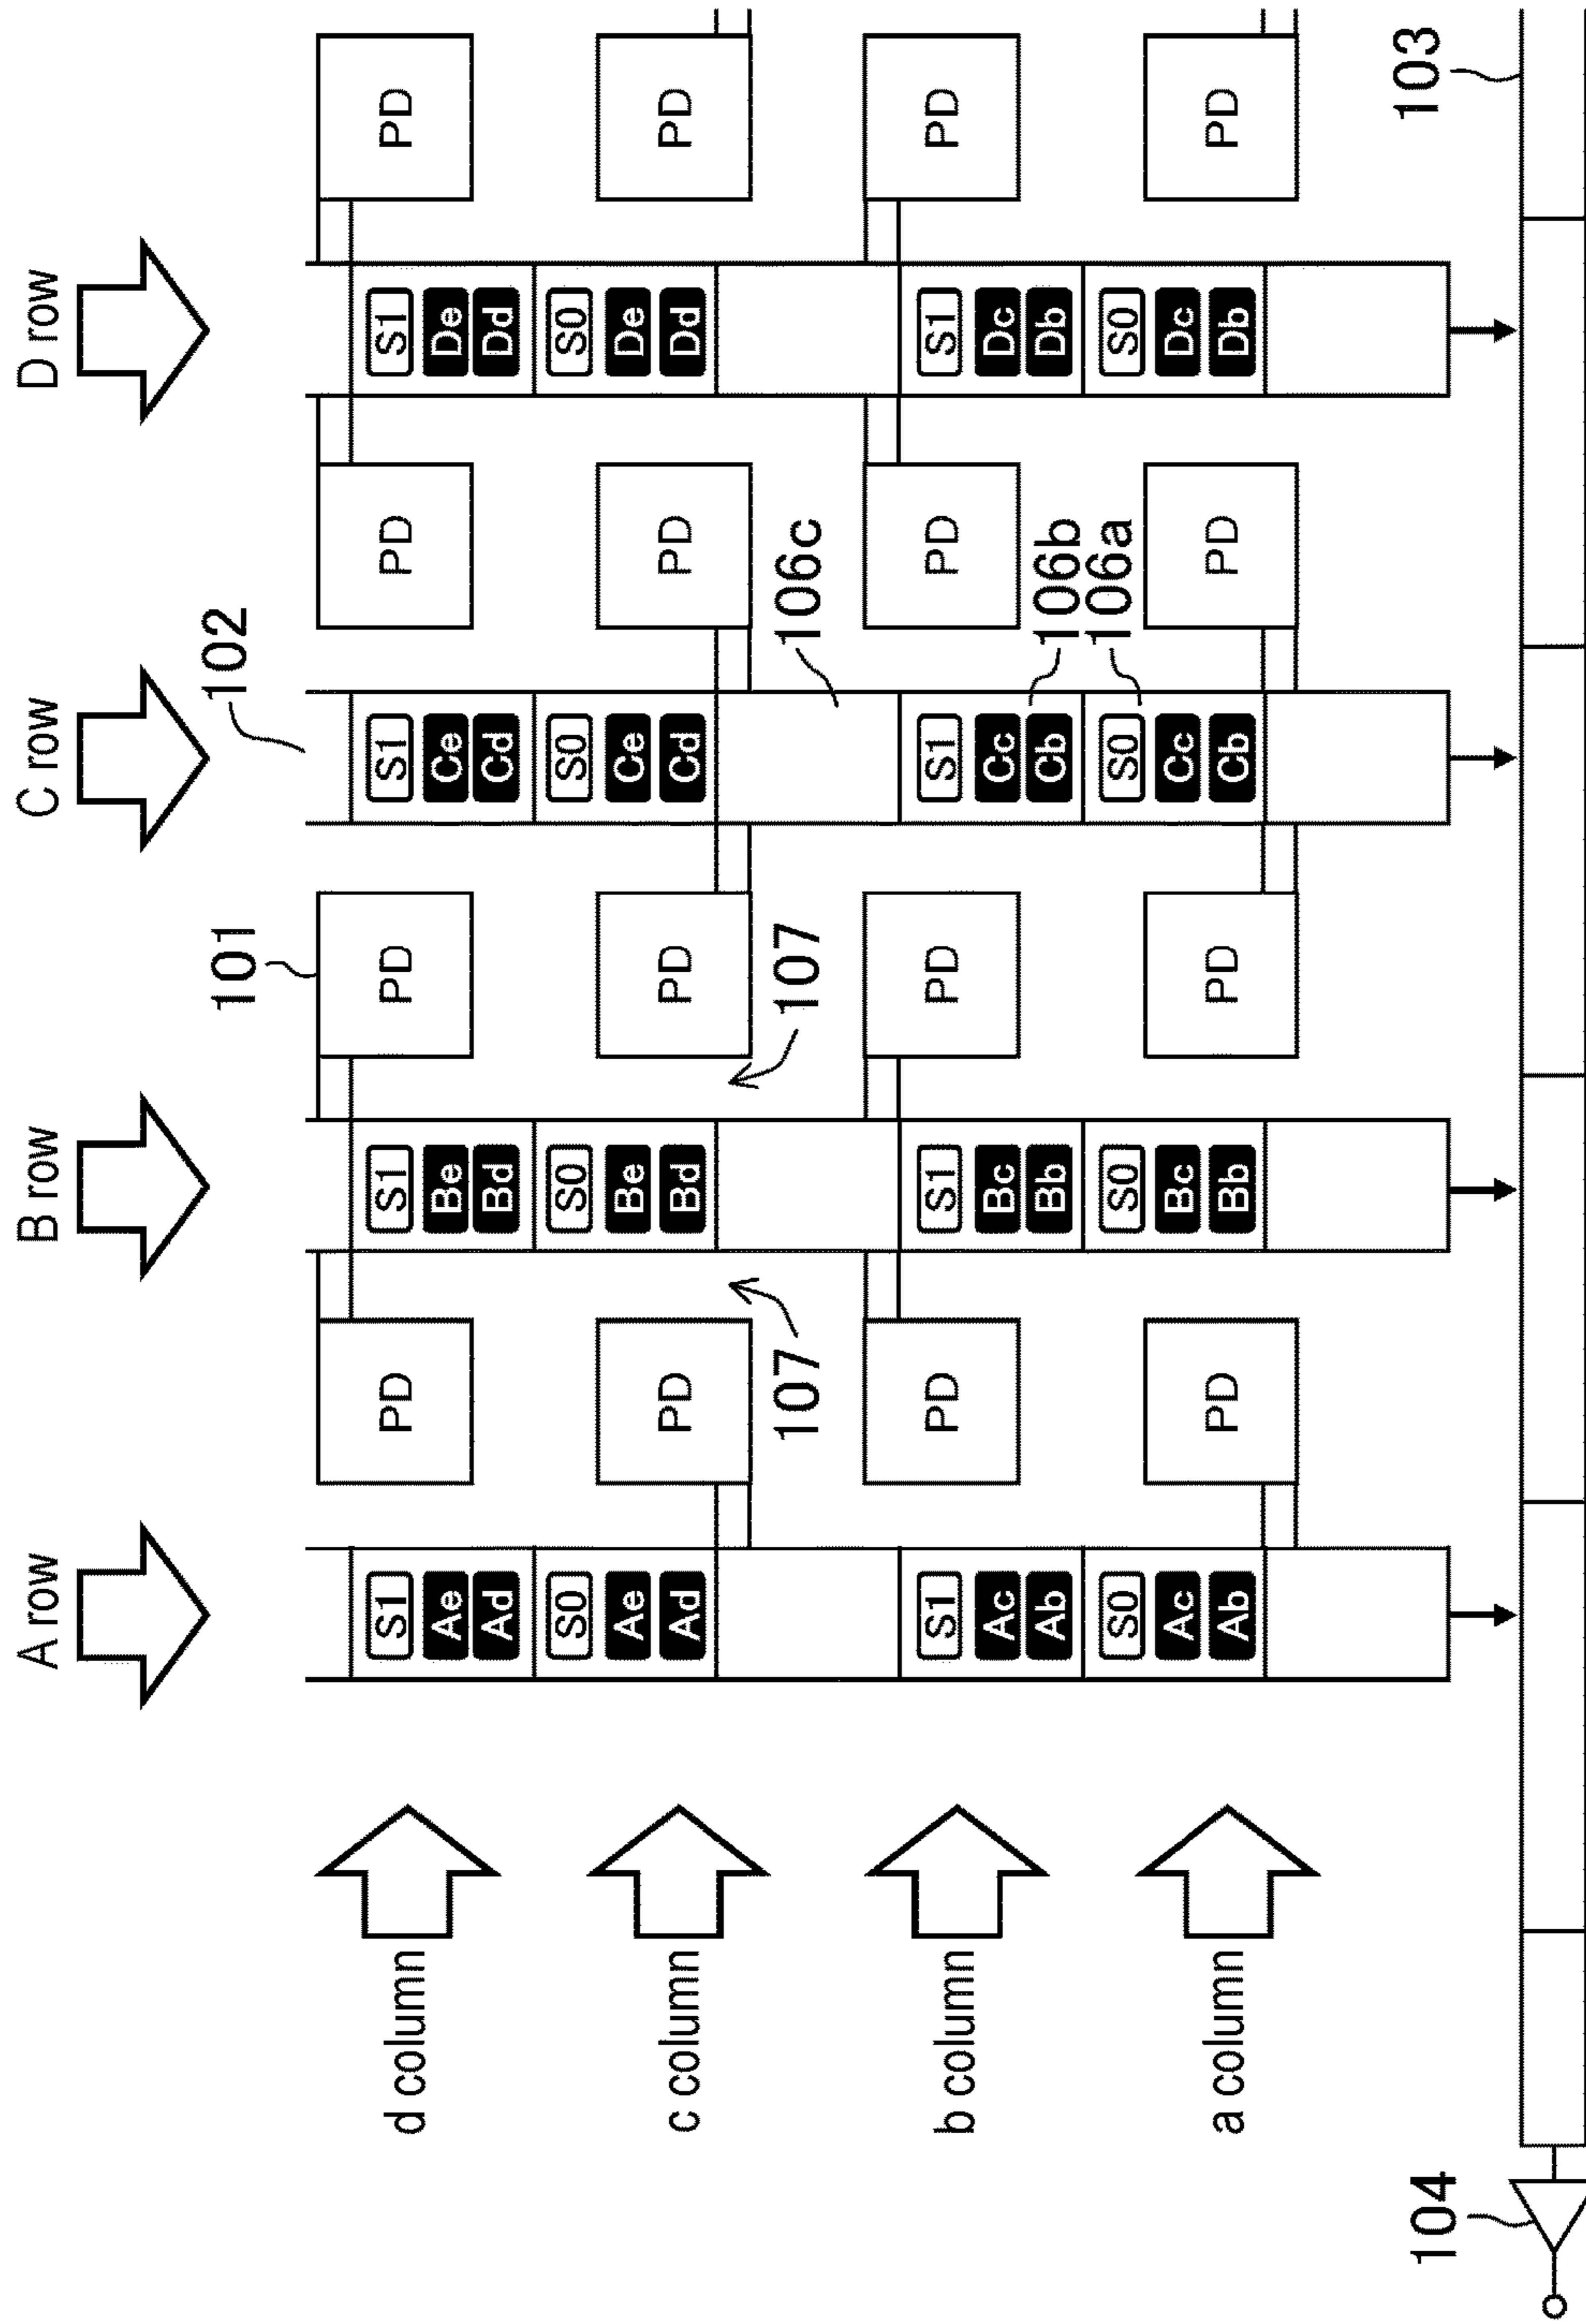 A row B row C row D row
101 102
d column S1 PD S1 PD S1 PD S1 PD
Ae Be Ce De
Ad Bd Cd Dd
S0 S0 S0 S0
Ae Be Ce De
c column Ad PD Bd PD Cd PD Dd PD
107 107 106c
b column S1 PD S1 PD S1 PD S1 PD
Ac Bc Cc Dc
Ab Bb Cb 106b Db
S0 S0 S0 106a S0
Ac Bc Cc Dc
a column Ab PD Bb PD Cb PD Db PD
104 103